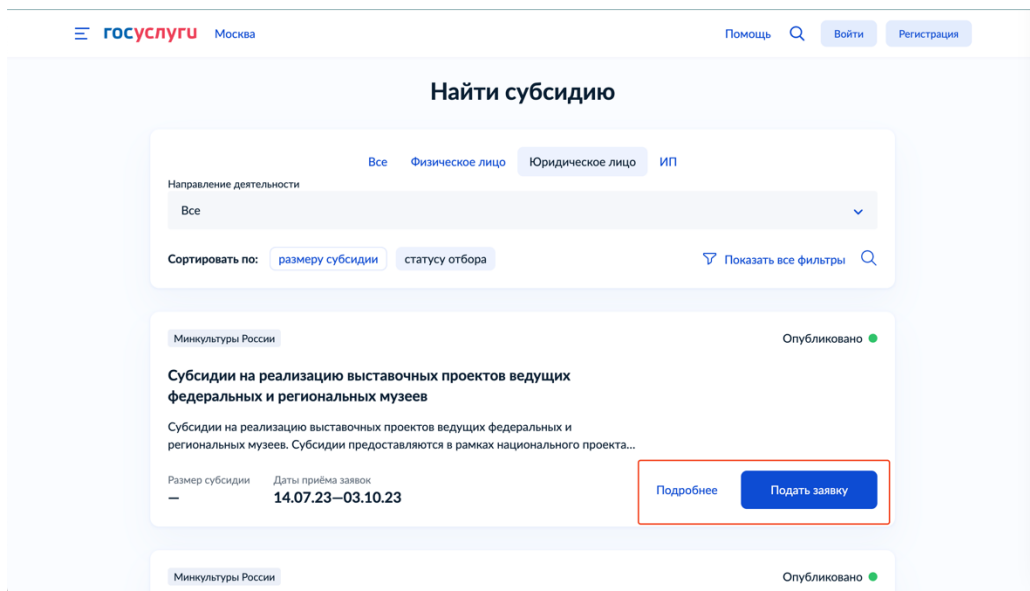 госуслуги Москва Помощь Войти Регистрация
Найти субсидию
Все Физическое лицо Юридическое лицо ИП
Направление деятельности
Все
Сортировать по: размеру субсидии статусу отбора Показать все фильтры
Минкультуры России Опубликовано
Субсидии на реализацию выставочных проектов ведущих
федеральных и региональных музеев
Субсидии на реализацию выставочных проектов ведущих федеральных и
региональных музеев. Субсидии предоставляются в рамках национального проекта...
Размер субсидии Даты приёма заявок
— 14.07.23—03.10.23
Подробнее Подать заявку
Минкультуры России Опубликовано